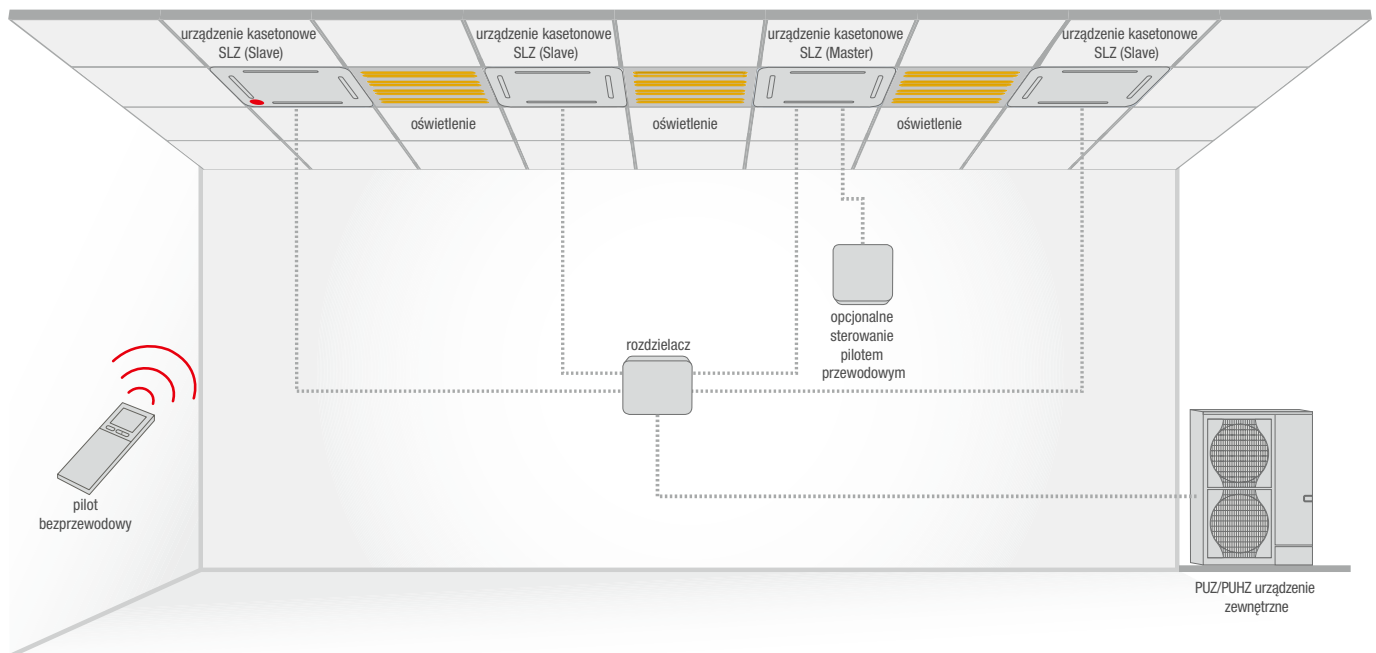 urządzenie kasetonowe
SLZ (Slave)
urządzenie kasetonowe
SLZ (Slave)
urządzenie kasetonowe
SLZ (Master)
urządzenie kasetonowe
SLZ (Slave)
oświetlenie
oświetlenie
oświetlenie
opcjonalne
sterowanie
pilotem
przewodowym
rozdzielacz
pilot
bezprzewodowy
PUZ/PUHZ urządzenie
zewnętrzne